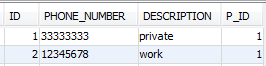 ID PHONE_NUMBER DESCRIPTION P_ID
1 33333333 private 1
2 12345678 work 1